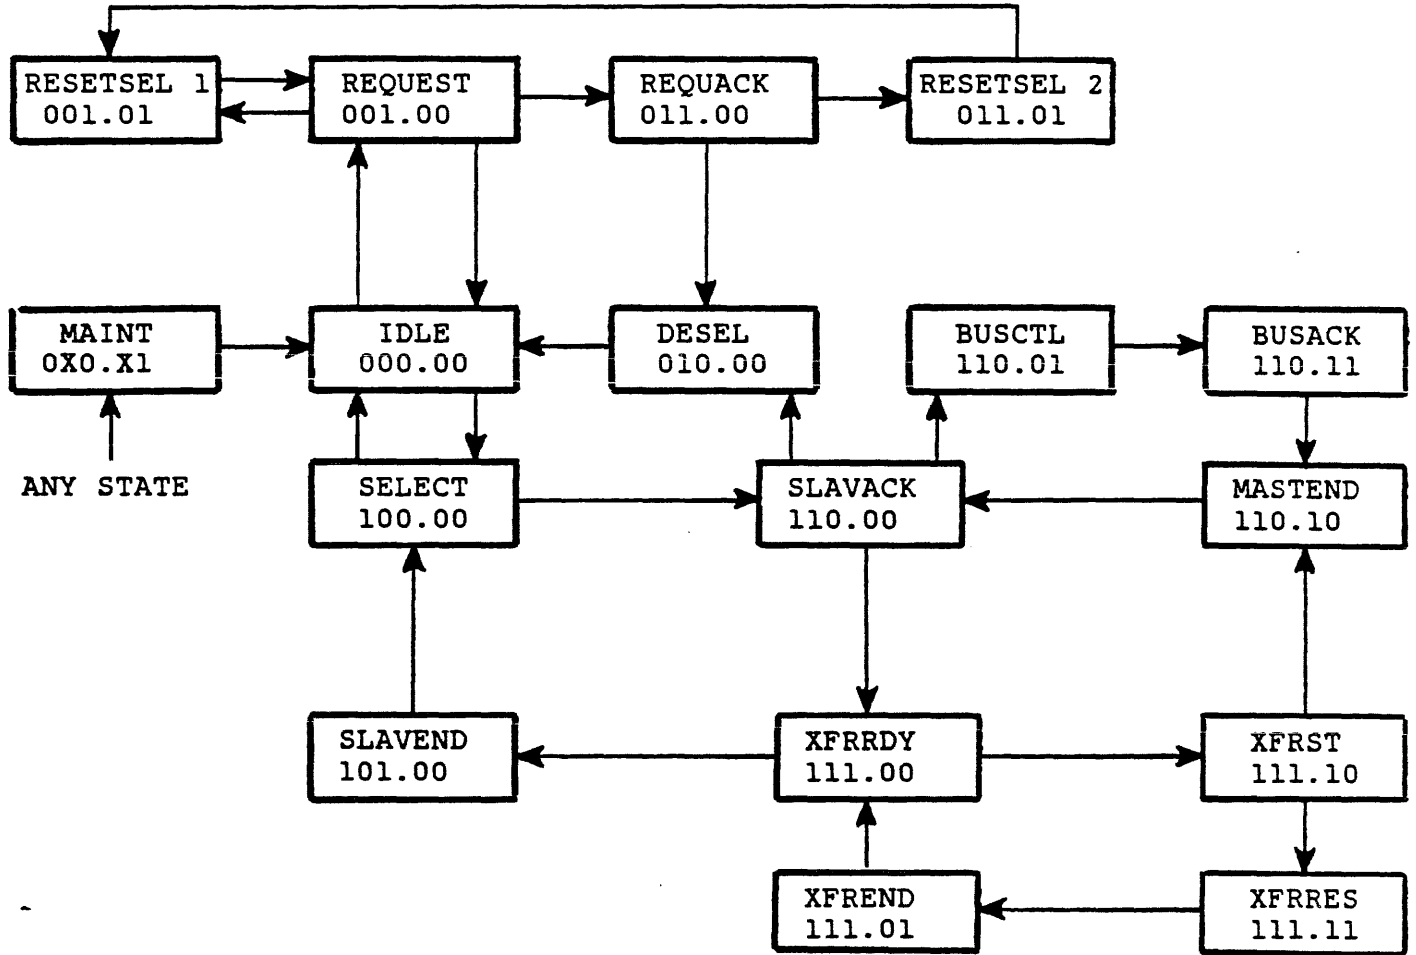 RESETSEL 1
001.01
REQUEST
001.00
REQUACK
011.00
RESETSEL 2
011.01
MAINT
0X0.X1
IDLE
000.00
DESEL
010.00
BUSCTL
110.01
BUSACK
110.11
ANY STATE
SELECT
100.00
SLAVACK
110.00
MASTEND
110.10
SLAVEND
101.00
XFRRDY
111.00
XFRST
111.10
XFREND
111.01
XFRRES
111.11